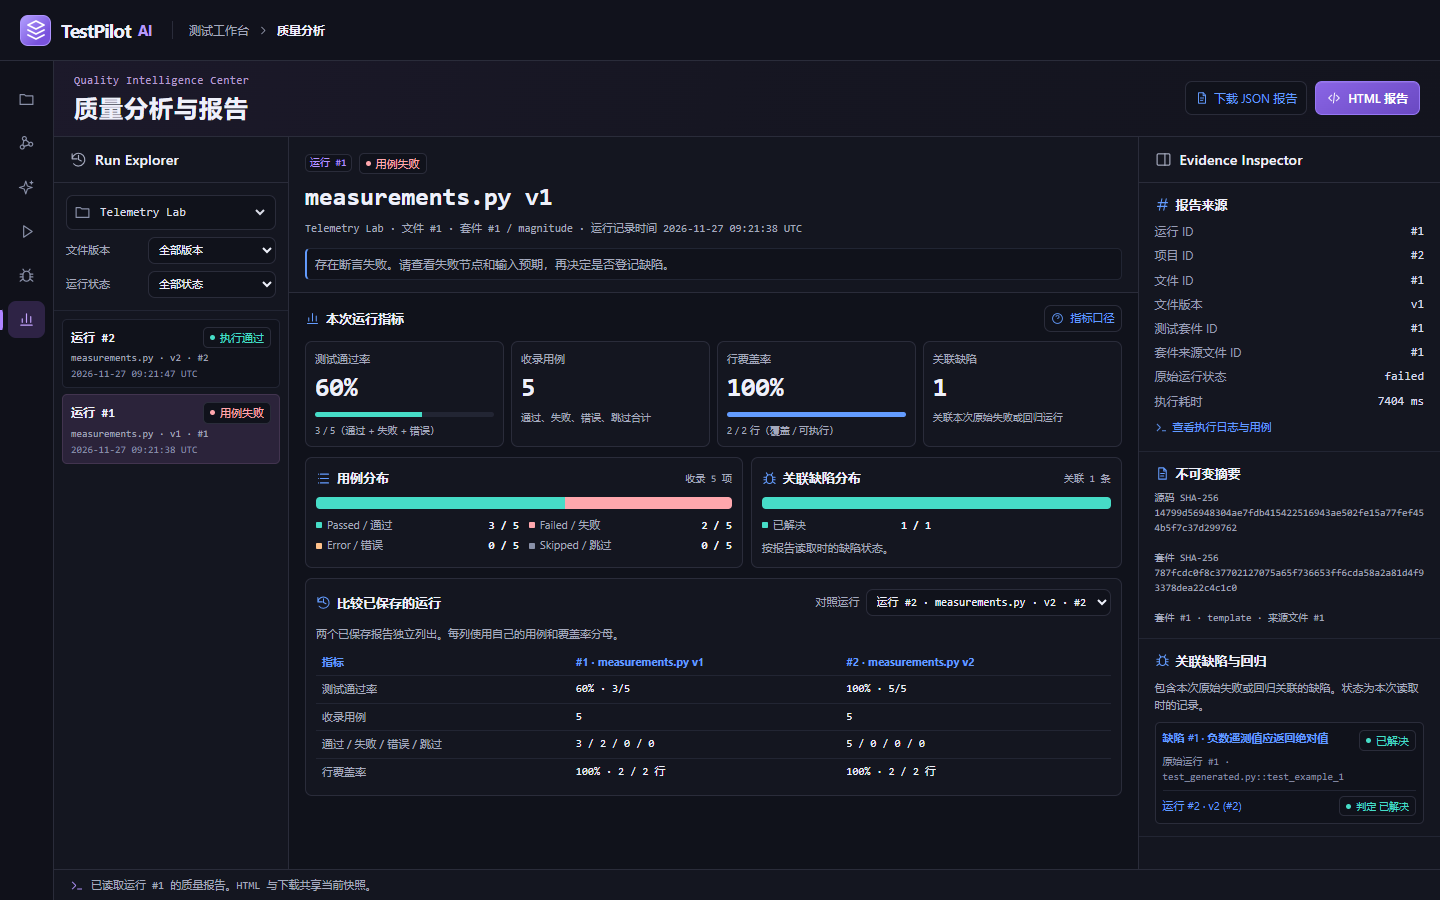 TestPilot AI
测试工作台 > 质量分析
Quality Intelligence Center
质量分析与报告
下载 JSON 报告
HTML 报告
Run Explorer
Telemetry Lab
文件版本 全部版本
运行状态 全部状态
运行 #2 执行通过
measurements.py · v2 · #2
2026-11-27 09:21:47 UTC
运行 #1 用例失败
measurements.py · v1 · #1
2026-11-27 09:21:38 UTC
运行 #1 用例失败
measurements.py v1
Telemetry Lab · 文件 #1 · 套件 #1 / magnitude · 运行记录时间 2026-11-27 09:21:38 UTC
存在断言失败。请查看失败节点和输入预期，再决定是否登记缺陷。
本次运行指标 指标口径
测试通过率
60%
3 / 5（通过 + 失败 + 错误）
收录用例
5
通过、失败、错误、跳过合计
行覆盖率
100%
2 / 2 行（覆盖 / 可执行）
关联缺陷
1
关联本次原始失败或回归运行
用例分布 收录 5 项
Passed / 通过 3 / 5 Failed / 失败 2 / 5
Error / 错误 0 / 5 Skipped / 跳过 0 / 5
关联缺陷分布 关联 1 条
已解决 1 / 1
按报告读取时的缺陷状态。
比较已保存的运行 对照运行 运行 #2 · measurements.py · v2 · #2
两个已保存报告独立列出。每列使用自己的用例和覆盖率分母。
指标 #1 · measurements.py v1 #2 · measurements.py v2
测试通过率 60% · 3/5 100% · 5/5
收录用例 5 5
通过 / 失败 / 错误 / 跳过 3 / 2 / 0 / 0 5 / 0 / 0 / 0
行覆盖率 100% · 2 / 2 行 100% · 2 / 2 行
Evidence Inspector
报告来源
运行 ID #1
项目 ID #2
文件 ID #1
文件版本 v1
测试套件 ID #1
套件来源文件 ID #1
原始运行状态 failed
执行耗时 7404 ms
查看执行日志与用例
不可变摘要
源码 SHA-256
14799d56948304ae7fdb415422516943ae502fe15a77fef45
4b5f7c37d299762
套件 SHA-256
787fcdc0f8c37702127075a65f736653ff6cda58a2a81d4f9
3378dea22c4c1c0
套件 #1 · template · 来源文件 #1
关联缺陷与回归
包含本次原始失败或回归关联的缺陷。状态为本次读取
时的记录。
缺陷 #1 · 负数遥测值应返回绝对值 已解决
原始运行 #1 ·
test_generated.py::test_example_1
运行 #2 · v2 (#2) 判定 已解决
已读取运行 #1 的质量报告。HTML 与下载共享当前快照。